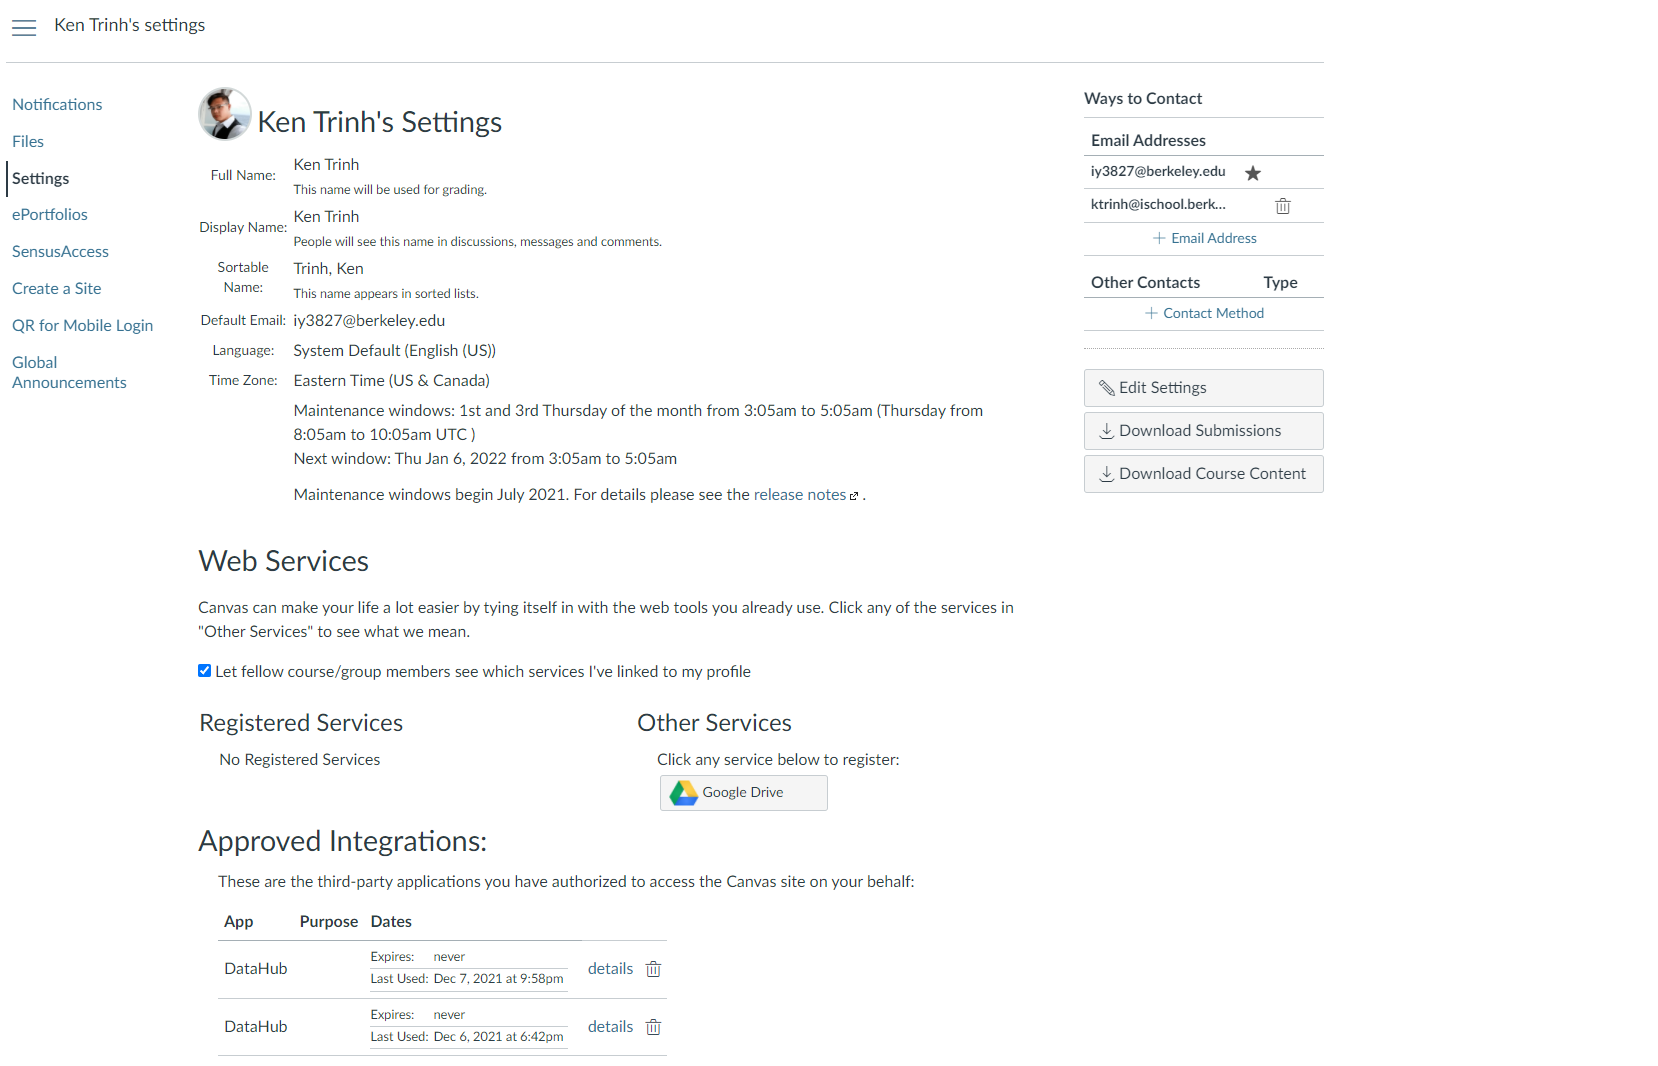 Ken Trinh's settings
Notifications
Files
Settings
ePortfolios
SensusAccess
Create a Site
QR for Mobile Login
Global
Announcements
Ken Trinh's Settings
Full Name:
Ken Trinh
This name will be used for grading.
Display Name:
Ken Trinh
People will see this name in discussions, messages and comments.
Sortable
Name:
Trinh, Ken
This name appears in sorted lists.
Default Email: iy3827@berkeley.edu
Language: System Default (English (US))
Time Zone: Eastern Time (US & Canada)
Maintenance windows: 1st and 3rd Thursday of the month from 3:05am to 5:05am (Thursday from
8:05am to 10:05am UTC )
Next window: Thu Jan 6, 2022 from 3:05am to 5:05am
Maintenance windows begin July 2021. For details please see the release notes .
Web Services
Canvas can make your life a lot easier by tying itself in with the web tools you already use. Click any of the services in
"Other Services" to see what we mean.
Let fellow course/group members see which services I've linked to my profile
Registered Services
No Registered Services
Other Services
Click any service below to register:
Google Drive
Approved Integrations:
These are the third-party applications you have authorized to access the Canvas site on your behalf:
App Purpose Dates
DataHub
Expires: never
Last Used: Dec 7, 2021 at 9:58pm
details
DataHub
Expires: never
Last Used: Dec 6, 2021 at 6:42pm
details
Ways to Contact
Email Addresses
iy3827@berkeley.edu
ktrinh@ischool.berk...
Email Address
Other Contacts Type
Contact Method
Edit Settings
Download Submissions
Download Course Content